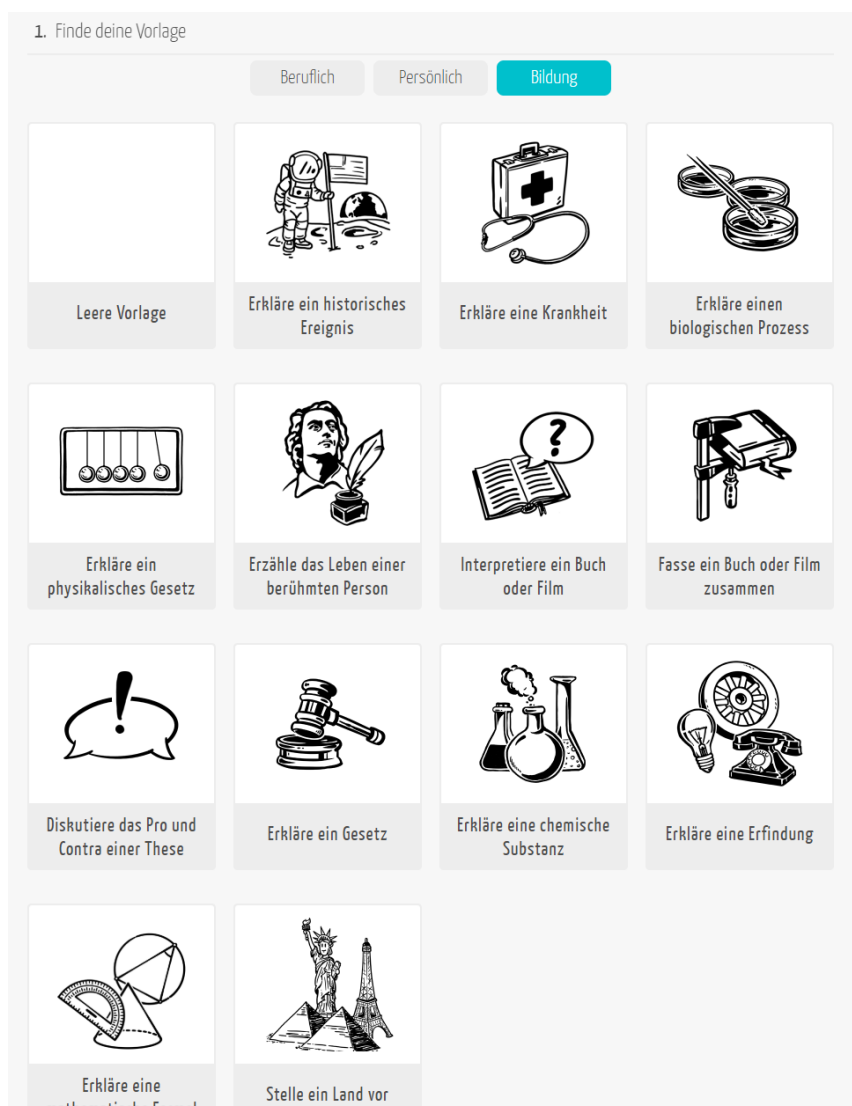 1. Finde deine Vorlage
Beruflich
Persönlich
Bildung
Leere Vorlage
Erkläre ein historisches
Ereignis
Erkläre eine Krankheit
Erkläre einen
biologischen Prozess
Erkläre ein
physikalisches Gesetz
Erzähle das Leben einer
berühmten Person
?
Interpretiere ein Buch
oder Film
Fasse ein Buch oder Film
zusammen
!
Diskutiere das Pro und
Contra einer These
Erkläre ein Gesetz
Erkläre eine chemische
Substanz
Erkläre eine Erfindung
Erkläre eine
Stelle ein Land vor